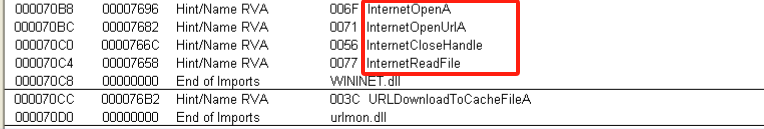 000070B8 00007696 Hint/Name RVA 006F InternetOpenA
000070BC 00007682 Hint/Name RVA 0071 InternetOpenUrlA
000070C0 0000766C Hint/Name RVA 0056 InternetCloseHandle
000070C4 00007658 Hint/Name RVA 0077 InternetReadFile
000070C8 00000000 End of Imports WININET.dll
000070CC 000076B2 Hint/Name RVA 003C URLDownloadToCacheFileA
000070D0 00000000 End of Imports urlmon.dll